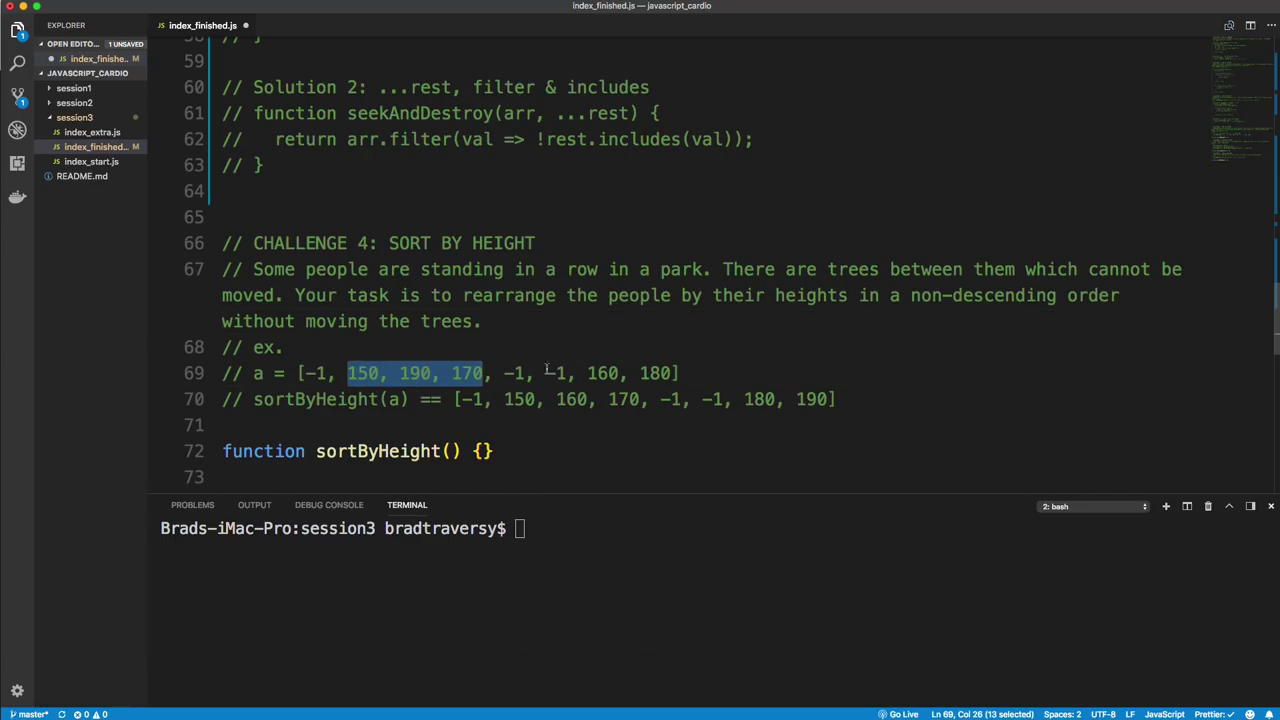 index_finished.js — javascript_cardio
EXPLORER
index_finished.js
OPEN EDITO... 1 UNSAVED
index_finishe.. M
JAVASCRIPT_CARDIO
session1
session2
session3
index_extra.js
index_finished... M
index_start.js
README.md
1
1
58 // }
59
60 // Solution 2: ...rest, filter & includes
61 // function seekAndDestroy(arr, ...rest) {
62 //   return arr.filter(val => !rest.includes(val));
63 // }
64
65
66 // CHALLENGE 4: SORT BY HEIGHT
67 // Some people are standing in a row in a park. There are trees between them which cannot be
moved. Your task is to rearrange the people by their heights in a non-descending order
without moving the trees.
68 // ex.
69 // a = [-1, 150, 190, 170, -1, -1, 160, 180]
70 // sortByHeight(a) == [-1, 150, 160, 170, -1, -1, 180, 190]
71
72 function sortByHeight() {}
73
PROBLEMS OUTPUT DEBUG CONSOLE TERMINAL 2: bash
Brads-iMac-Pro:session3 bradtraversy$
master* 0 0 Go Live Ln 69, Col 26 (13 selected) Spaces: 2 UTF-8 LF JavaScript Prettier: ✓